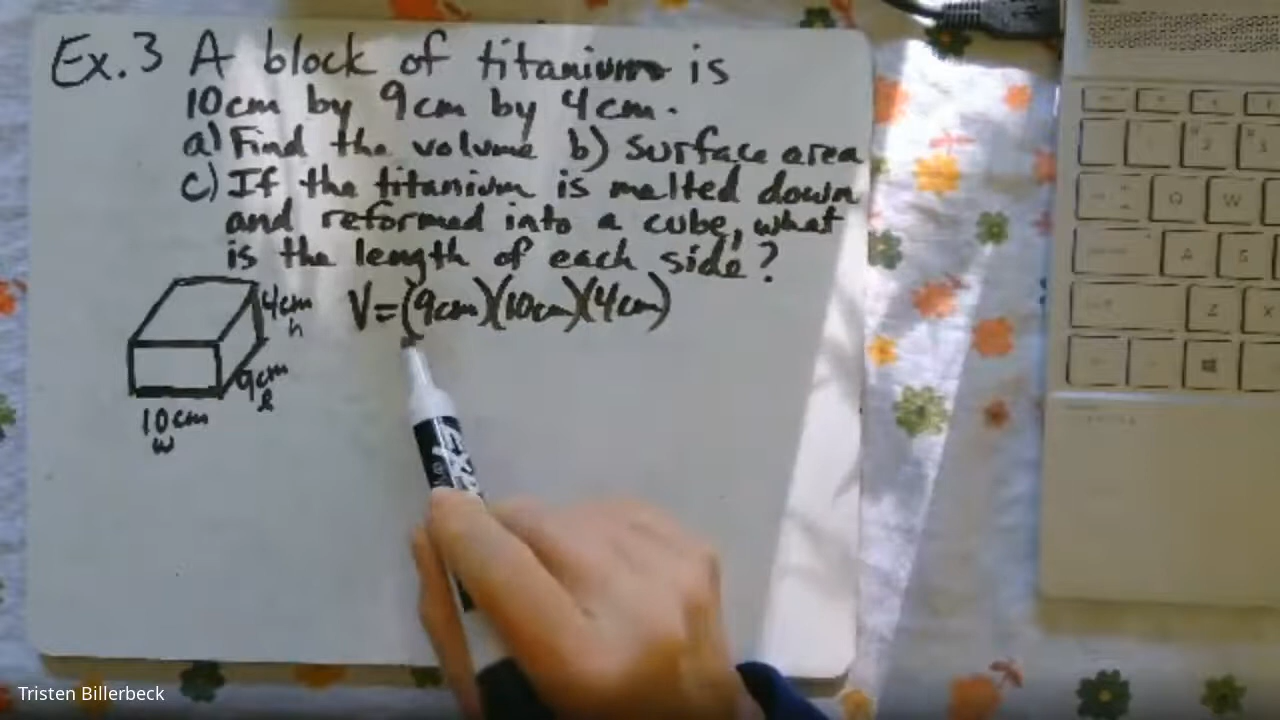 Ex. 3 A block of titanium is
10cm by 9cm by 4cm.
a) Find the volume b) surface area
c) If the titanium is melted down
and reformed into a cube, what
is the length of each side?
4cm
h
V=(9cm)(10cm)(4cm)
9cm
l
10cm
w
EXP
Q W
A S
Z X
Tristen Billerbeck